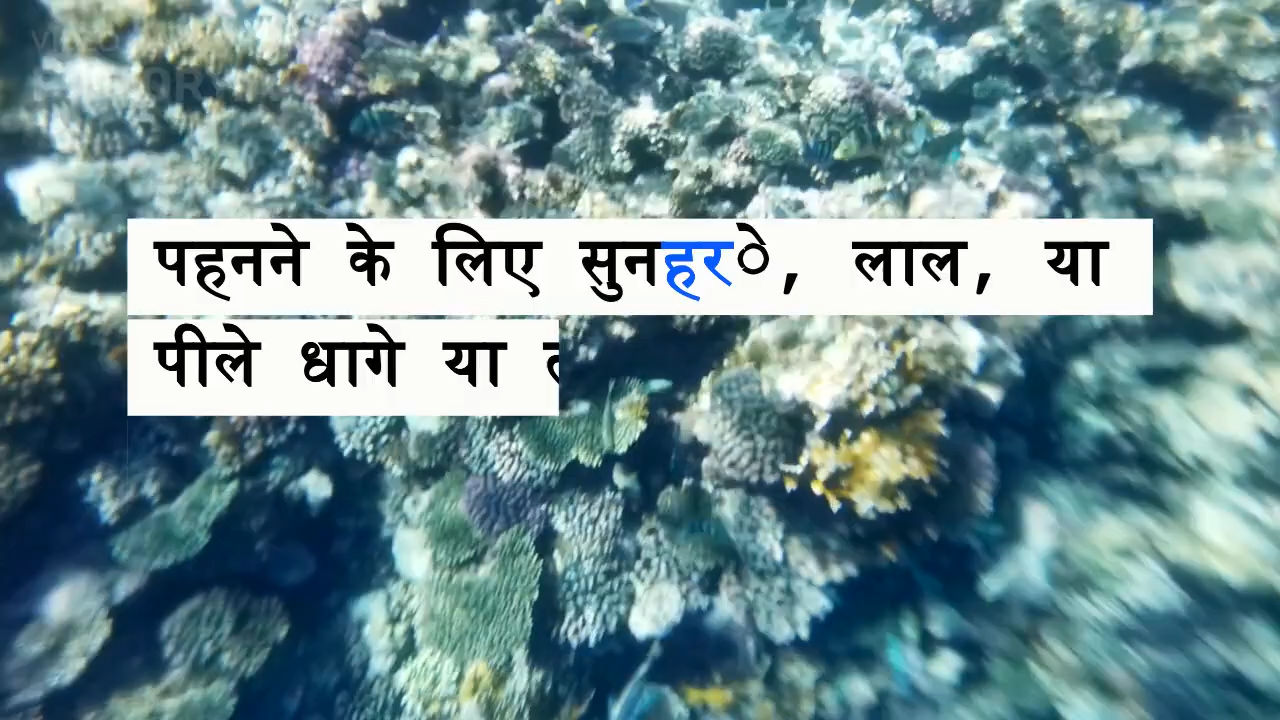 पहनने के लिए सुनहरे, लाल, या
पीले धागे या